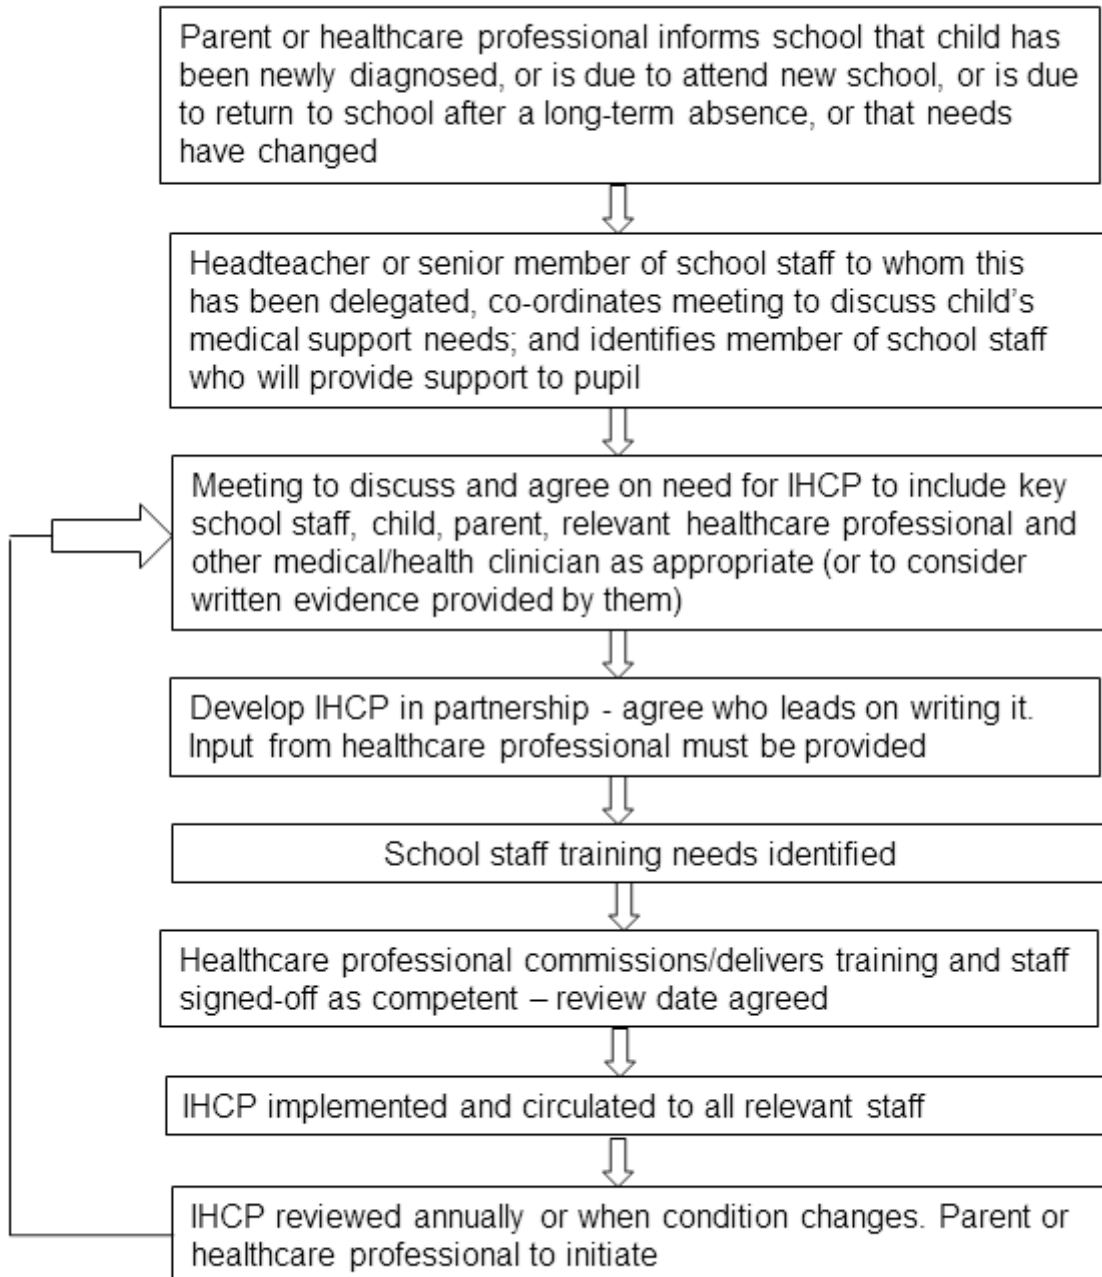 Parent or healthcare professional informs school that child has
been newly diagnosed, or is due to attend new school, or is due
to return to school after a long-term absence, or that needs
have changed
Headteacher or senior member of school staff to whom this
has been delegated, co-ordinates meeting to discuss child's
medical support needs; and identifies member of school staff
who will provide support to pupil
Meeting to discuss and agree on need for IHCP to include key
school staff, child, parent, relevant healthcare professional and
other medical/health clinician as appropriate (or to consider
written evidence provided by them)
Develop IHCP in partnership - agree who leads on writing it.
Input from healthcare professional must be provided
School staff training needs identified
Healthcare professional commissions/delivers training and staff
signed-off as competent – review date agreed
IHCP implemented and circulated to all relevant staff
IHCP reviewed annually or when condition changes. Parent or
healthcare professional to initiate